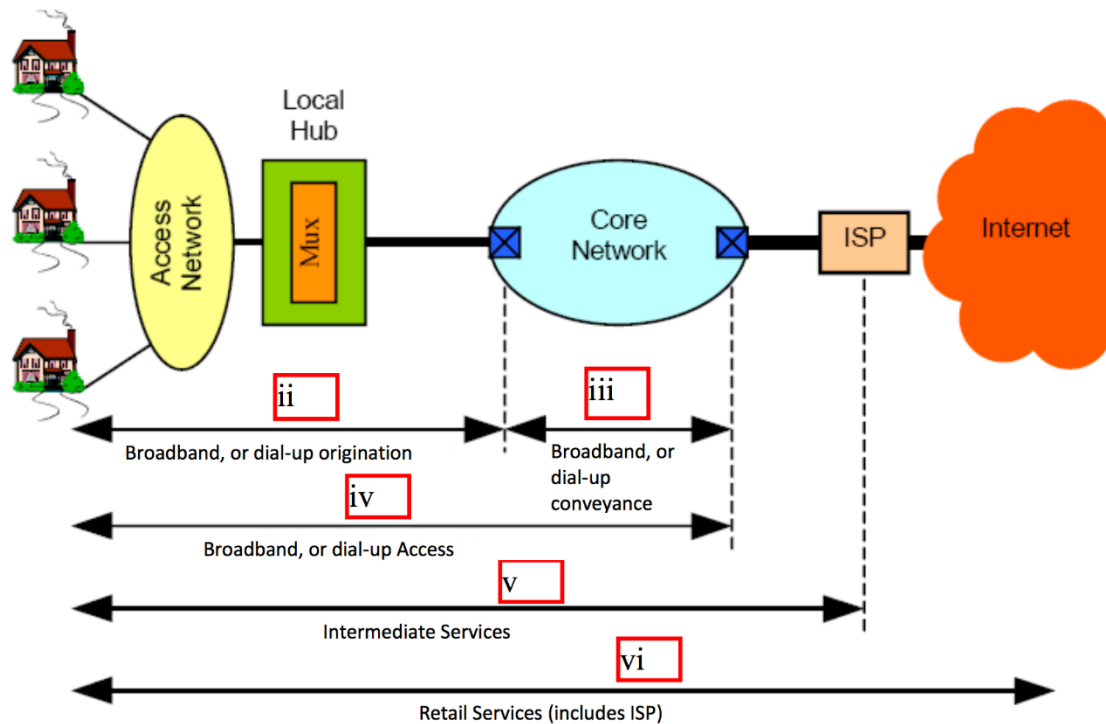 Local
Hub
Access
Network
Mux
Core
Network
ISP
Internet
ii
iii
Broadband, or dial-up origination
Broadband, or
dial-up
conveyance
iv
Broadband, or dial-up Access
v
Intermediate Services
vi
Retail Services (includes ISP)